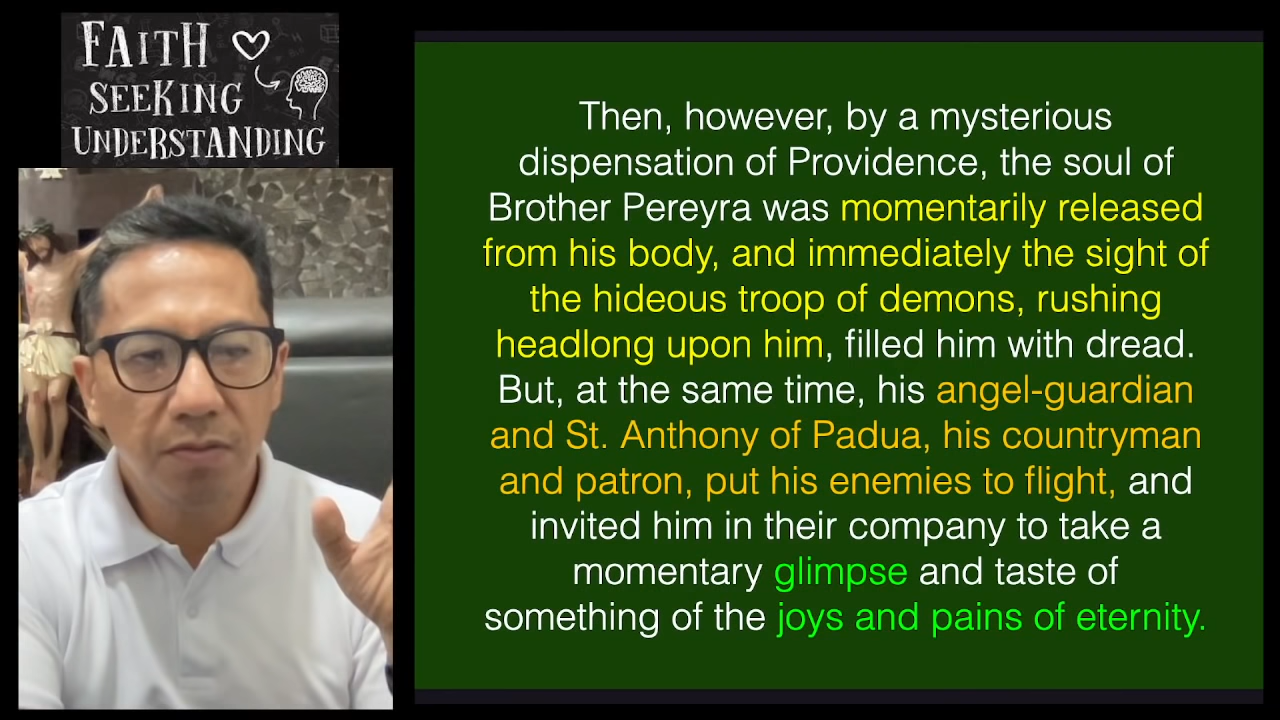 FAITH
SEEKING
UNDERSTANDING
Then, however, by a mysterious
dispensation of Providence, the soul of
Brother Pereyra was momentarily released
from his body, and immediately the sight of
the hideous troop of demons, rushing
headlong upon him, filled him with dread.
But, at the same time, his angel-guardian
and St. Anthony of Padua, his countryman
and patron, put his enemies to flight, and
invited him in their company to take a
momentary glimpse and taste of
something of the joys and pains of eternity.